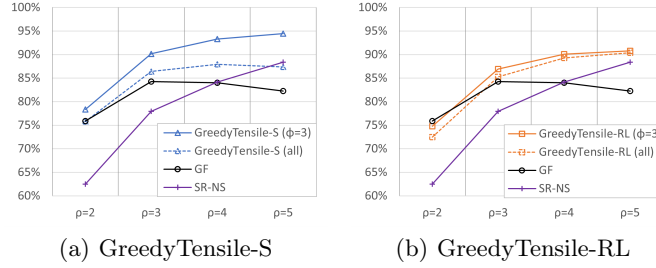 100%
95%
90%
85%
80%
75%
70%
65%
60%
ρ=2
ρ=3
ρ=4
ρ=5
GreedyTensile-S (ϕ=3)
GreedyTensile-S (all)
GF
SR-NS
(a) GreedyTensile-S
100%
95%
90%
85%
80%
75%
70%
65%
60%
ρ=2
ρ=3
ρ=4
ρ=5
GreedyTensile-RL (ϕ=3)
GreedyTensile-RL (all)
GF
SR-NS
(b) GreedyTensile-RL